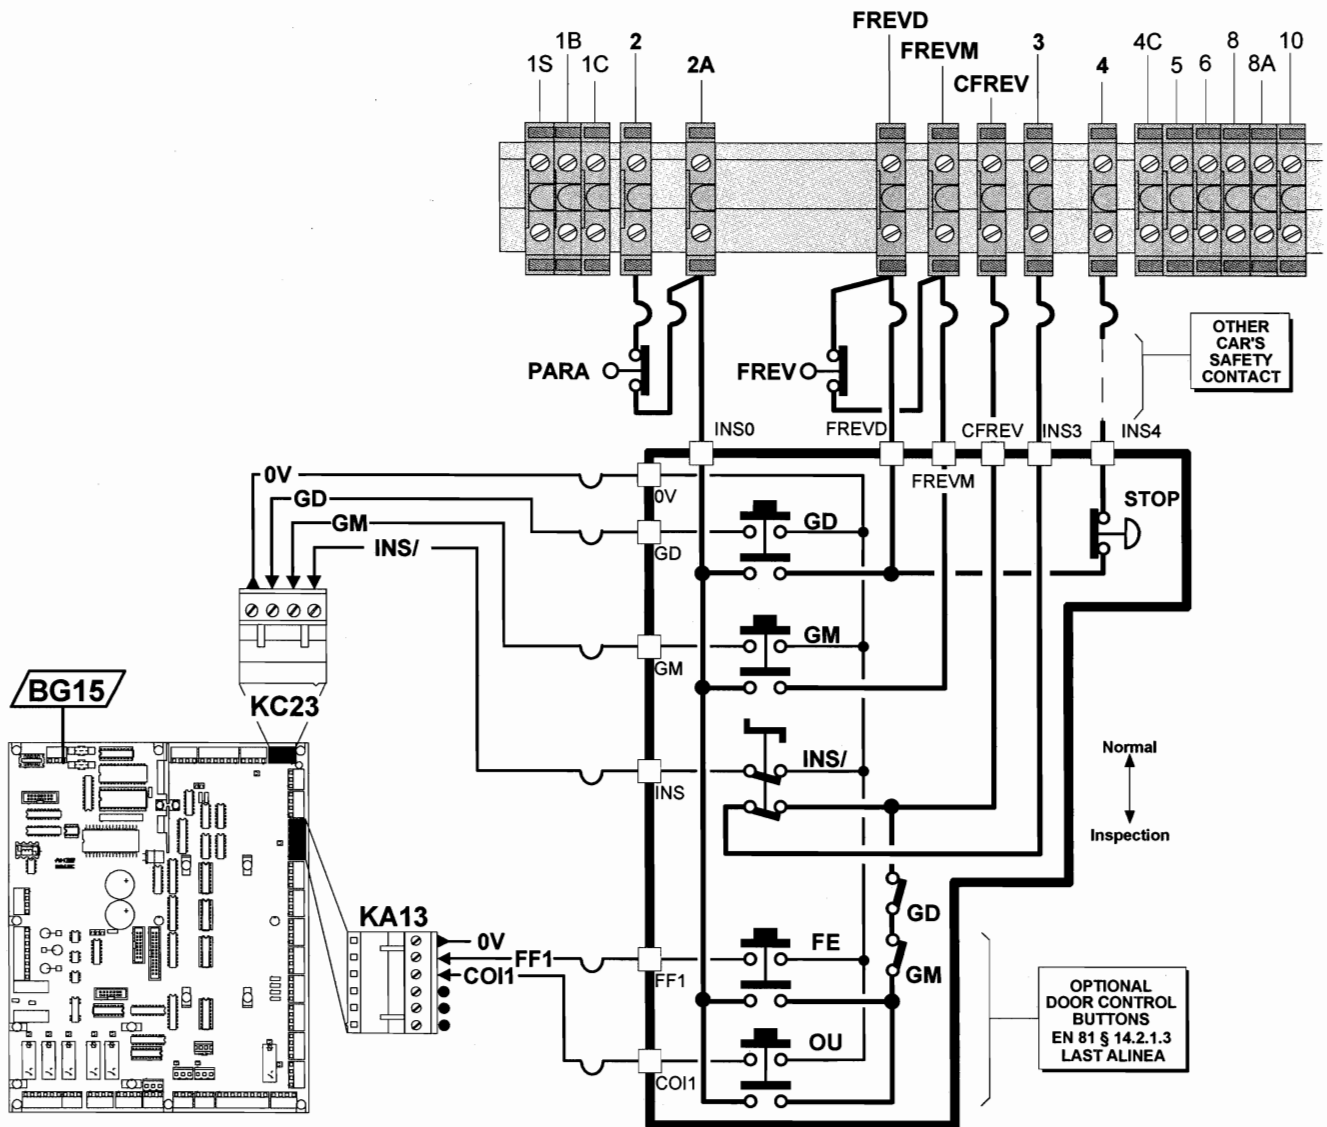 FREVD
1B
2
FREVM
3
4C
8
10
1S
1C
2A
CFREV
4
5
6
8A
PARA
FREV
OTHER
CAR'S
SAFETY
CONTACT
INS0
FREVD
CFREV
INS3
INS4
FREVM
0V
0V
GD
GM
INS/
GD
GD
STOP
GM
GM
BG15
KC23
INS/
INS
Normal
Inspection
KA13
0V
FF1
COI1
FF1
COI1
FE
OU
GD
GM
OPTIONAL
DOOR CONTROL
BUTTONS
EN 81 § 14.2.1.3
LAST ALINEA